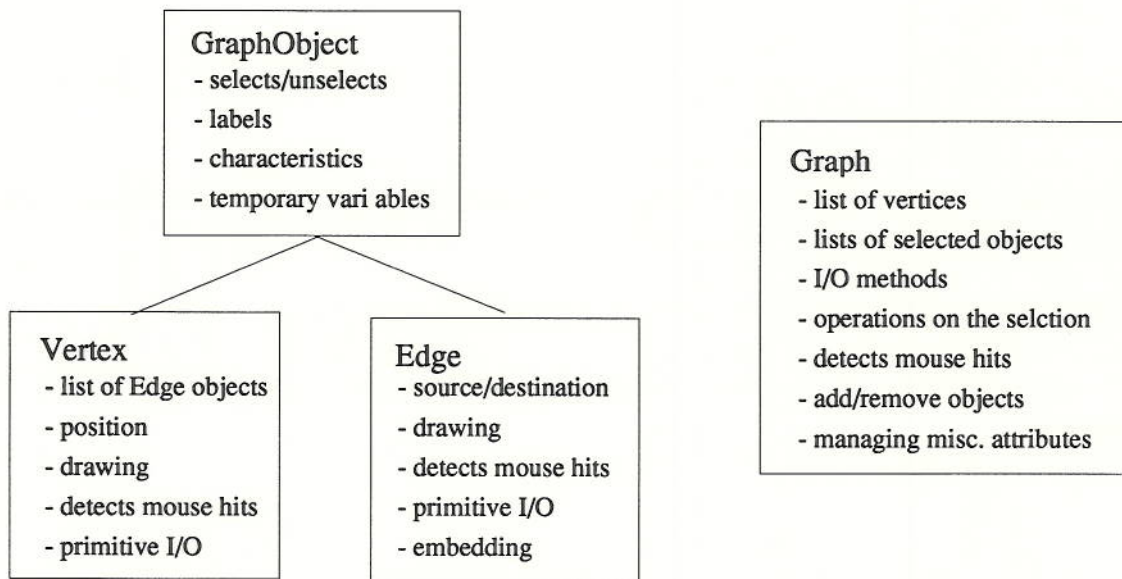 GraphObject
- selects/unselects
- labels
- characteristics
- temporary vari ables
Graph
- list of vertices
- lists of selected objects
- I/O methods
- operations on the selction
- detects mouse hits
- add/remove objects
- managing misc. attributes
Vertex
- list of Edge objects
- position
- drawing
- detects mouse hits
- primitive I/O
Edge
- source/destination
- drawing
- detects mouse hits
- primitive I/O
- embedding